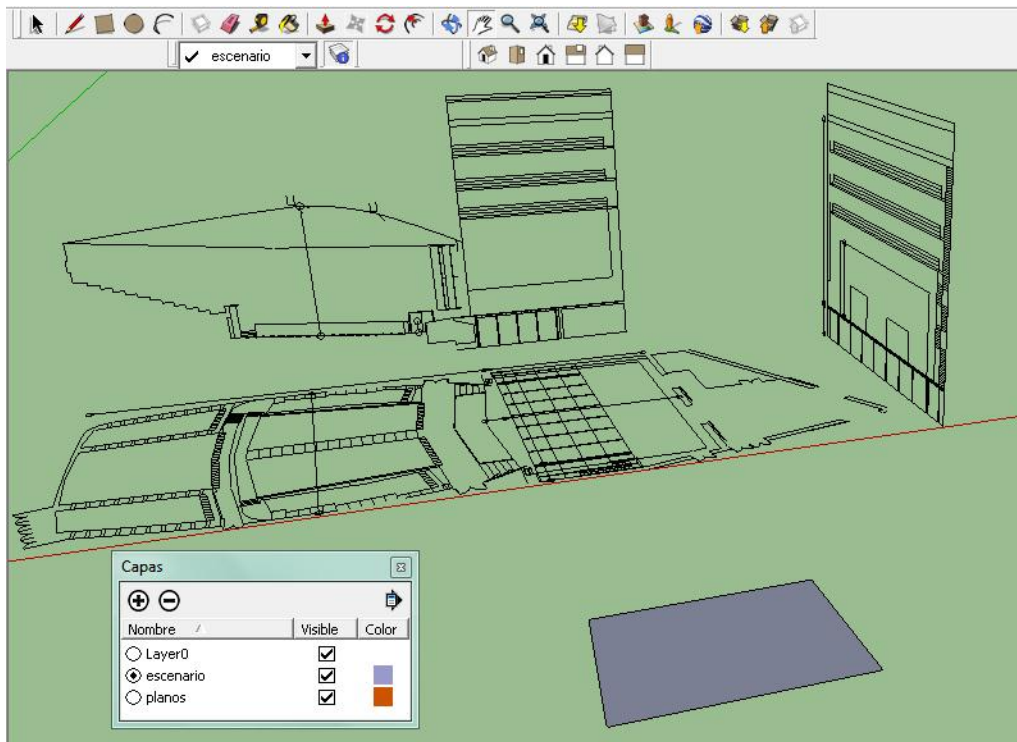 escenario
Capas
Nombre Visible Color
Layer0
escenario
planos